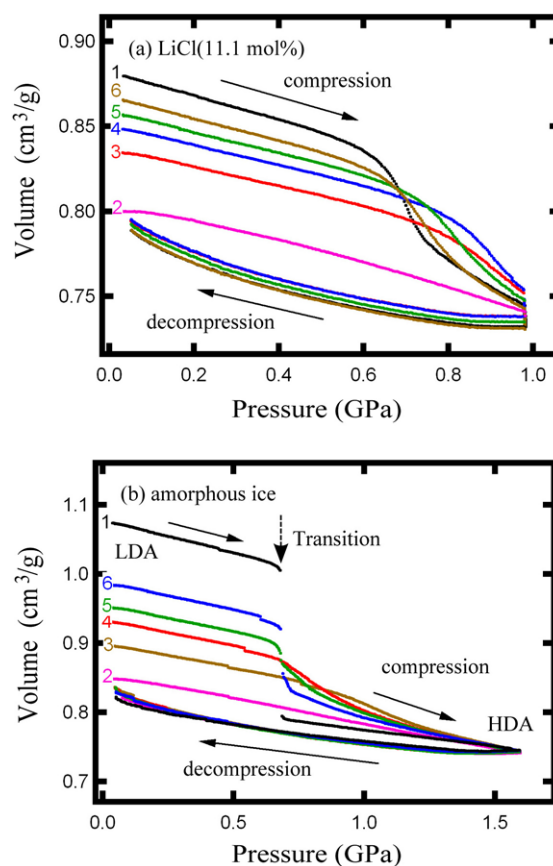 (a) LiCl(11.1 mol%)
0.90
0.85
0.80
0.75
Volume (cm³/g)
1
6
5
4
3
2
compression
decompression
0.0 0.2 0.4 0.6 0.8 1.0
Pressure (GPa)
(b) amorphous ice
1.1
1.0
0.9
0.8
0.7
Volume (cm³/g)
1
LDA
Transition
6
5
4
3
2
compression
HDA
decompression
0.0 0.5 1.0 1.5
Pressure (GPa)